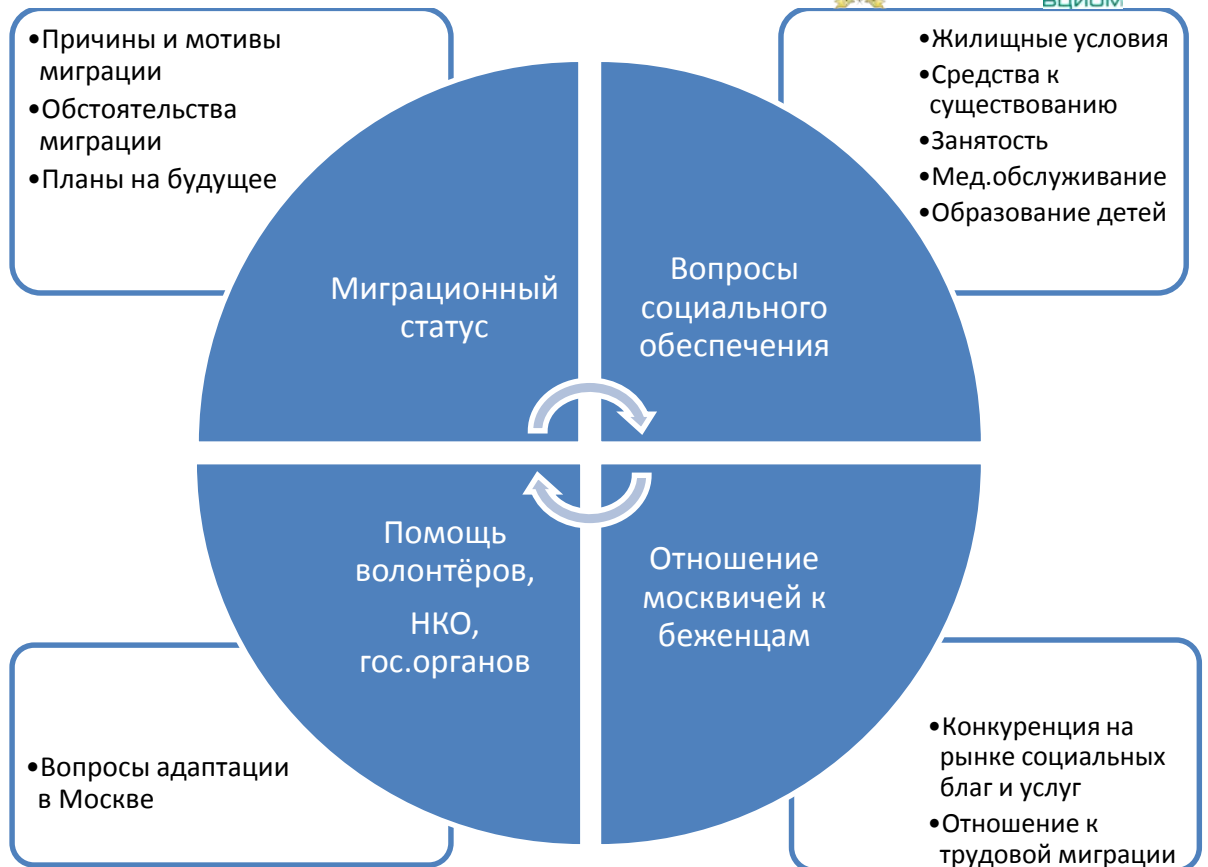 ВЦИОМ
•Причины и мотивы
миграции
•Обстоятельства
миграции
•Планы на будущее
•Жилищные условия
•Средства к
существованию
•Занятость
•Мед.обслуживание
•Образование детей
Миграционный
статус
Вопросы
социального
обеспечения
Помощь
волонтёров,
НКО,
гос.органов
Отношение
москвичей к
беженцам
•Вопросы адаптации
в Москве
•Конкуренция на
рынке социальных
благ и услуг
•Отношение к
трудовой миграции